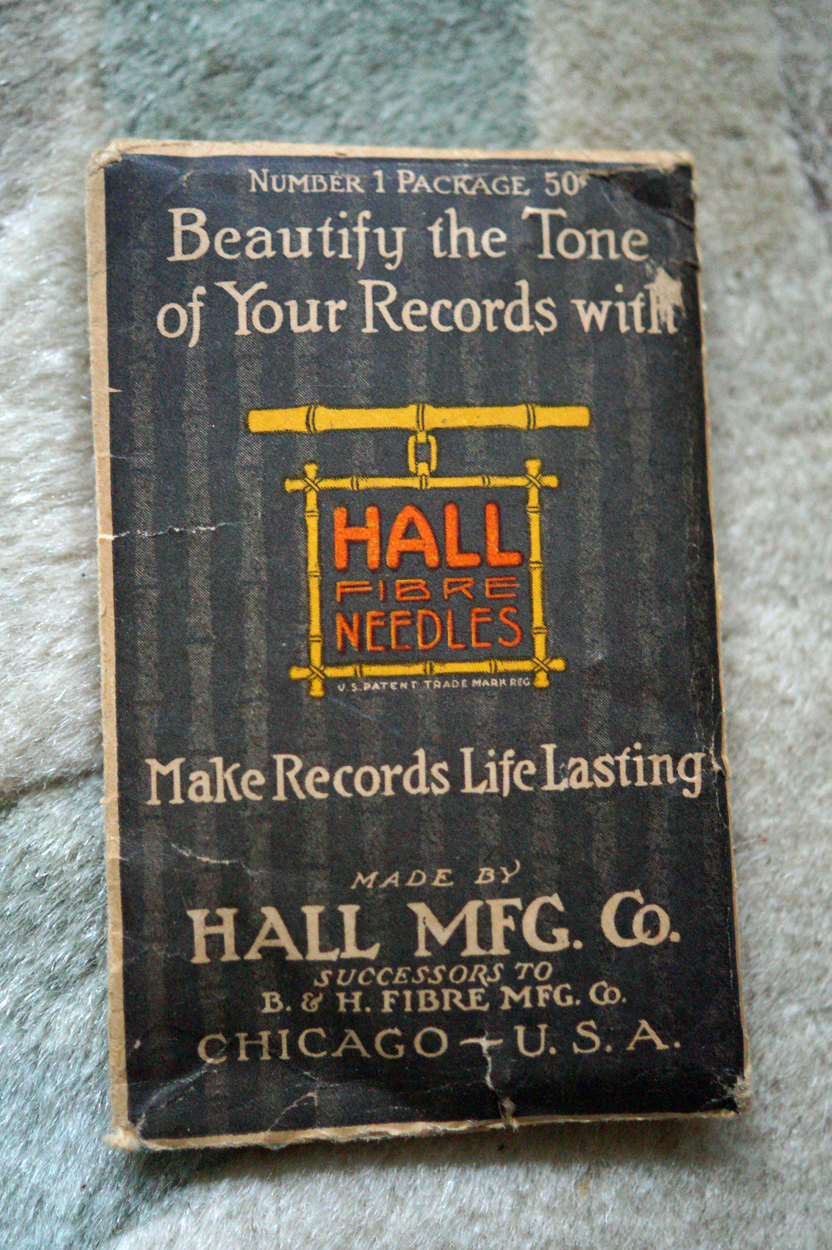 Number 1 Package 50¢
Beautify the Tone
of Your Records with
HALL
FIBRE
NEEDLES
U.S. PATENT TRADE MARK REG
Make Records Life Lasting
MADE BY
HALL MFG. Co.
SUCCESSORS TO
B. & H. FIBRE MFG. Co.
CHICAGO — U. S. A.